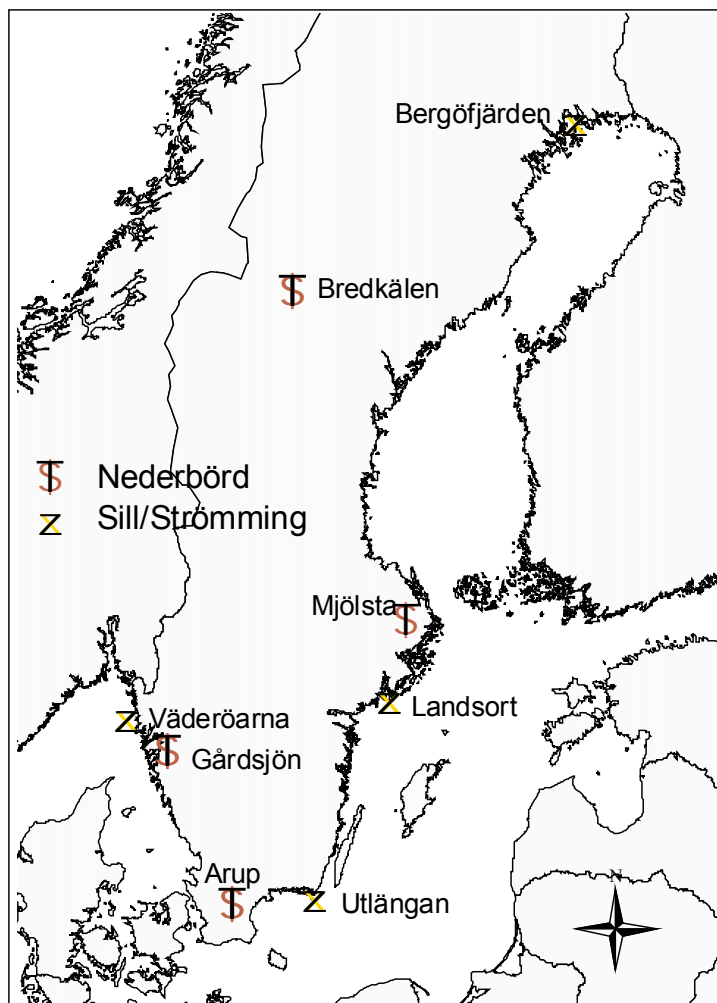 Bergöfjärden
Bredkälen
Nederbörd
Sill/Strömming
Mjölsta
Landsort
Väderöarna
Gårdsjön
Arup
Utlängan
N